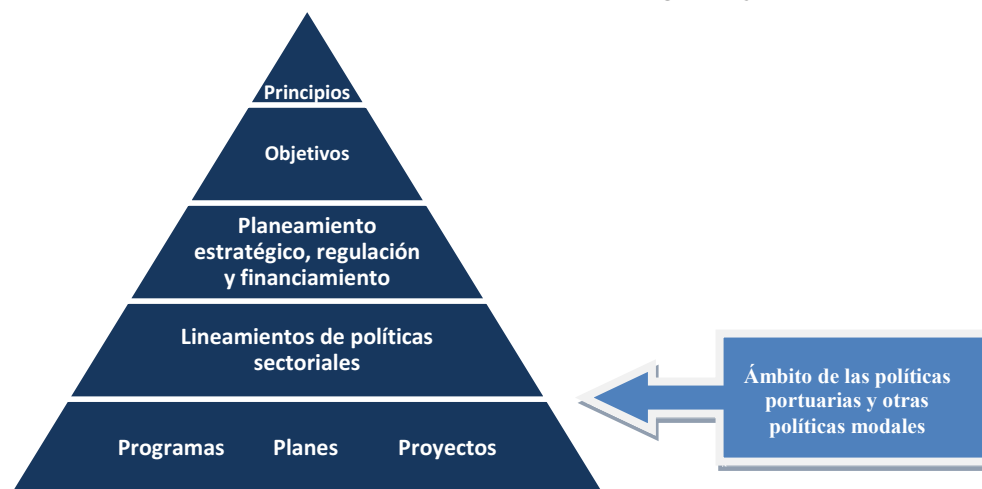 Principios
Objetivos
Planeamiento
estratégico, regulación
y financiamiento
Lineamientos de políticas
sectoriales
Programas Planes Proyectos
Ámbito de las políticas
portuarias y otras
políticas modales